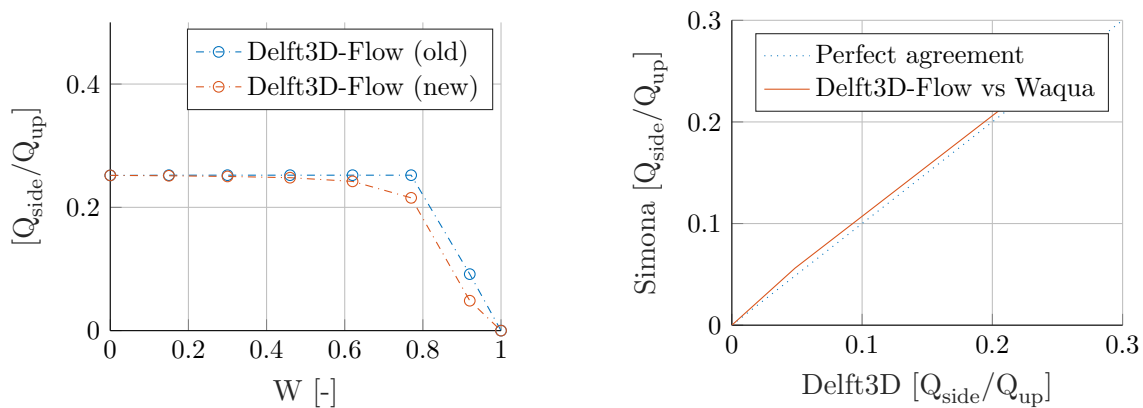 Delft3D-Flow (old)
Delft3D-Flow (new)
0.4
0.2
0
0
0.2
0.4
0.6
0.8
1
W [-]
[Q_side/Q_up]
Perfect agreement
Delft3D-Flow vs Waqua
0.3
0.2
0.1
0
0
0.1
0.2
0.3
Delft3D [Q_side/Q_up]
Simona [Q_side/Q_up]